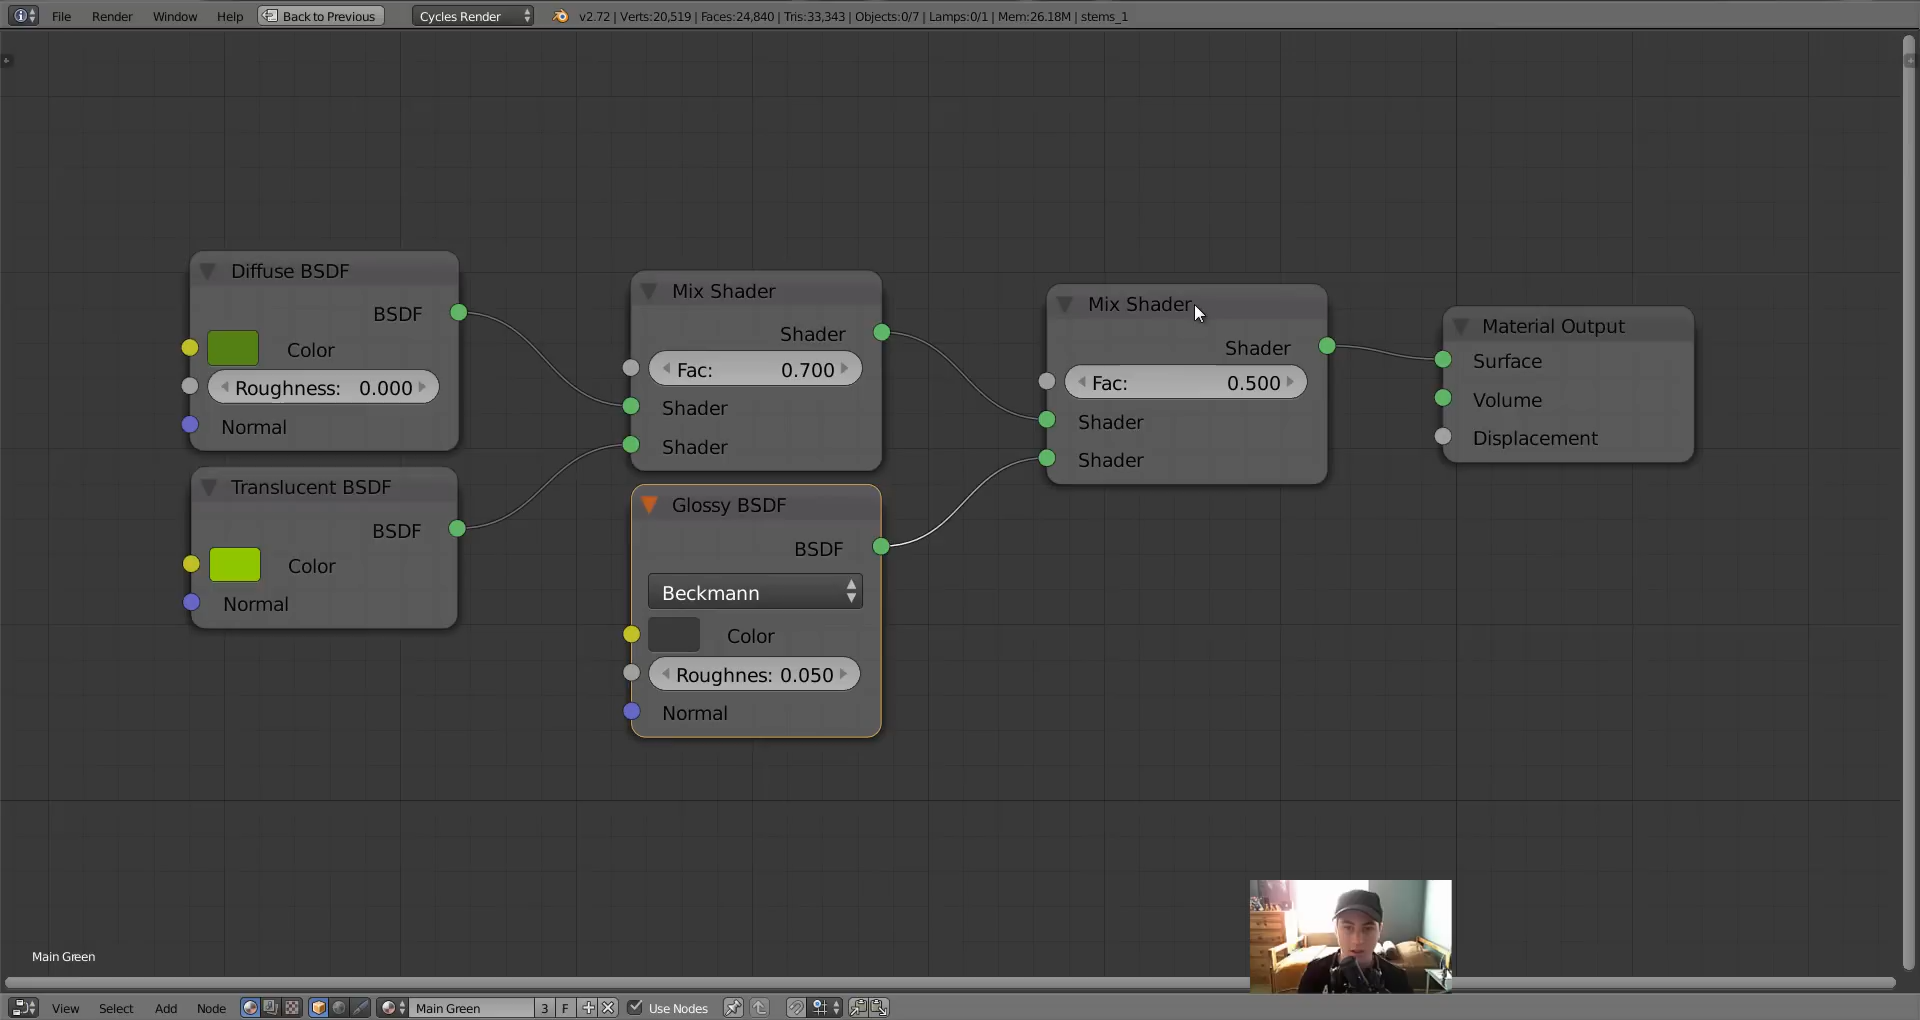 File Render Window Help Back to Previous Cycles Render v2.72 | Verts:20,519 | Faces:24,840 | Tris:33,343 | Objects:0/7 | Lamps:0/1 | Mem:26.18M | stems_1
Diffuse BSDF
BSDF
Color
Roughness: 0.000
Normal
Translucent BSDF
BSDF
Color
Normal
Mix Shader
Shader
Fac: 0.700
Shader
Shader
Glossy BSDF
BSDF
Beckmann
Color
Roughnes: 0.050
Normal
Mix Shader
Shader
Fac: 0.500
Shader
Shader
Material Output
Surface
Volume
Displacement
Main Green
View Select Add Node Main Green 3 F Use Nodes